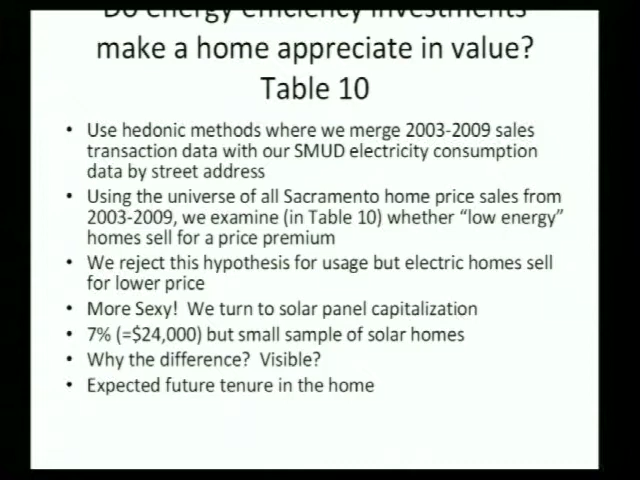 Do energy efficiency investments
make a home appreciate in value?
Table 10
• Use hedonic methods where we merge 2003-2009 sales
transaction data with our SMUD electricity consumption
data by street address
• Using the universe of all Sacramento home price sales from
2003-2009, we examine (in Table 10) whether “low energy”
homes sell for a price premium
• We reject this hypothesis for usage but electric homes sell
for lower price
• More Sexy! We turn to solar panel capitalization
• 7% (=$24,000) but small sample of solar homes
• Why the difference? Visible?
• Expected future tenure in the home